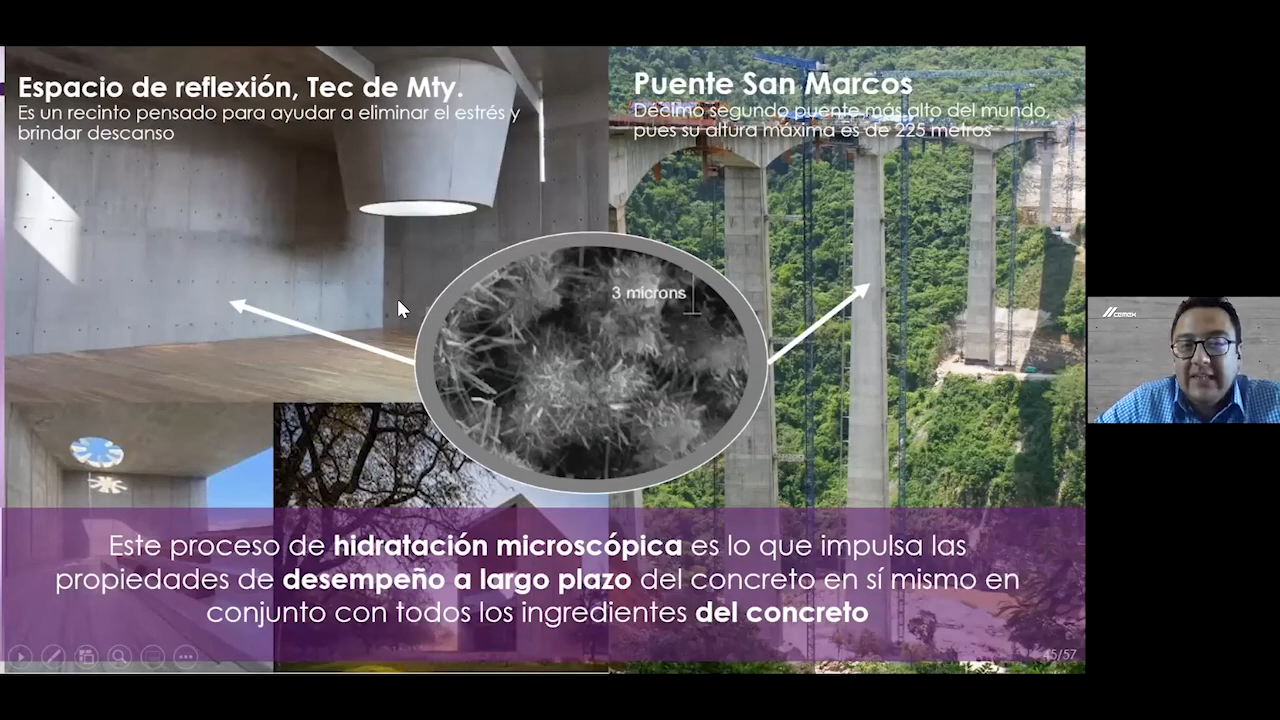 Espacio de reflexión, Tec de Mty.
Es un recinto pensado para ayudar a eliminar el estrés y
brindar descanso
Puente San Marcos
Décimo segundo puente más alto del mundo,
pues su altura máxima es de 225 metros
3 microns
cemex
Este proceso de hidratación microscópica es lo que impulsa las
propiedades de desempeño a largo plazo del concreto en sí mismo en
conjunto con todos los ingredientes del concreto
45/57